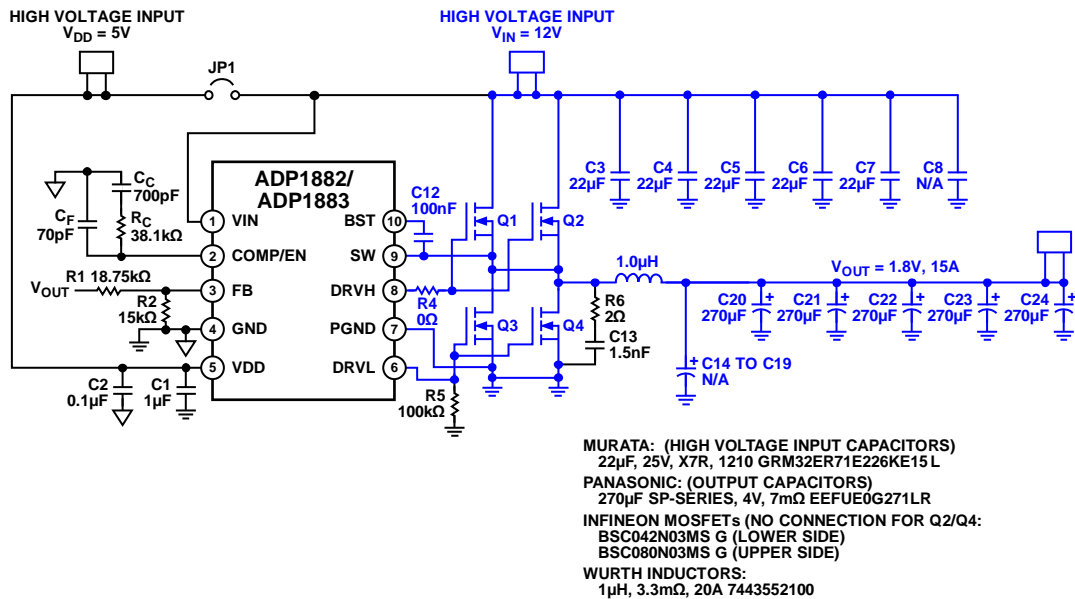 HIGH VOLTAGE INPUT
VDD = 5V
HIGH VOLTAGE INPUT
VIN = 12V
JP1
CC
700pF
CF
70pF
RC
38.1kΩ
ADP1882/
ADP1883
1 VIN
2 COMP/EN
3 FB
4 GND
5 VDD
BST 10
SW 9
DRVH 8
PGND 7
DRVL 6
C12
100nF
Q1
Q2
C3
22µF
C4
22µF
C5
22µF
C6
22µF
C7
22µF
C8
N/A
R1 18.75kΩ
VOUT
R2
15kΩ
R4
0Ω
Q3
Q4
1.0µH
R6
2Ω
C13
1.5nF
VOUT = 1.8V, 15A
C20
270µF
+
C21
270µF
+
C22
270µF
+
C23
270µF
+
C24
270µF
+
+
C14 TO C19
N/A
C2
0.1µF
C1
1µF
R5
100kΩ
MURATA: (HIGH VOLTAGE INPUT CAPACITORS)
22µF, 25V, X7R, 1210 GRM32ER71E226KE15 L
PANASONIC: (OUTPUT CAPACITORS)
270µF SP-SERIES, 4V, 7mΩ EEFUE0G271LR
INFINEON MOSFETs (NO CONNECTION FOR Q2/Q4:
BSC042N03MS G (LOWER SIDE)
BSC080N03MS G (UPPER SIDE)
WURTH INDUCTORS:
1µH, 3.3mΩ, 20A 7443552100